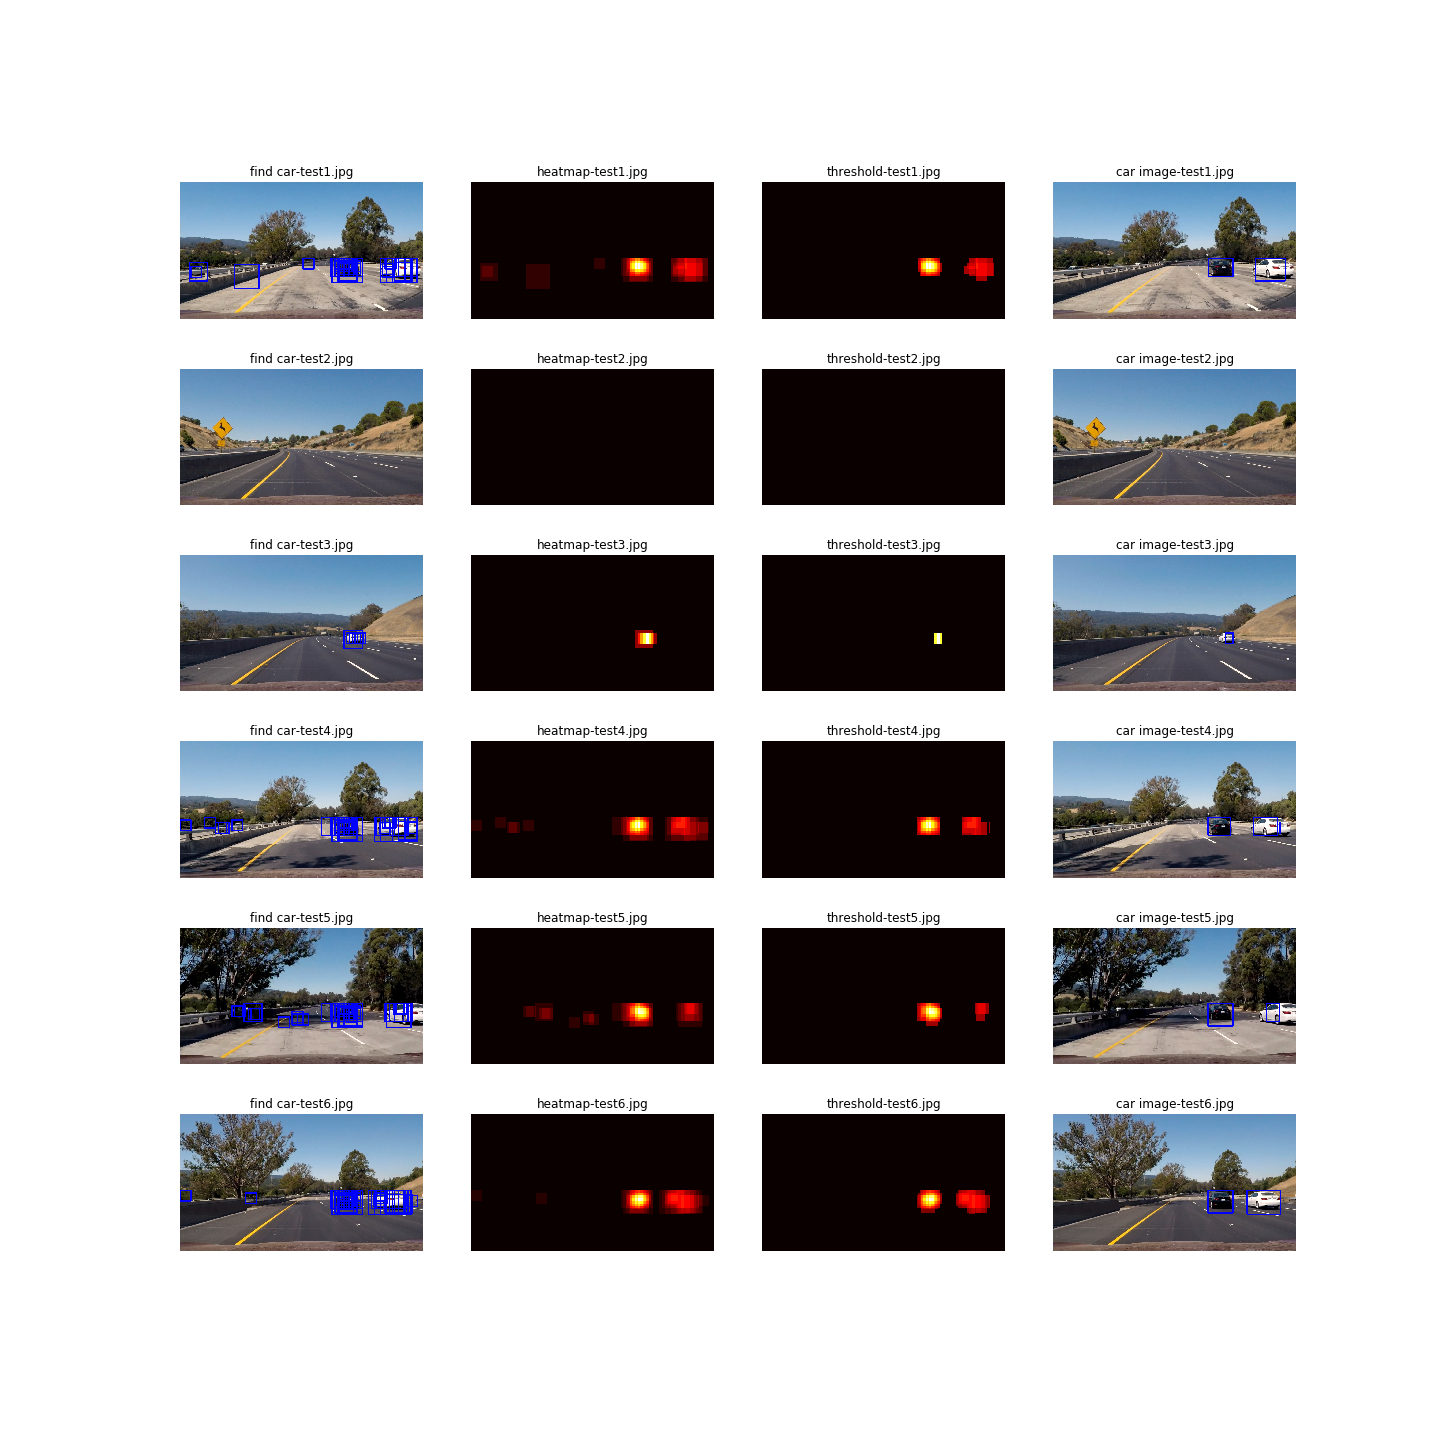 find car-test1.jpg
heatmap-test1.jpg
threshold-test1.jpg
car image-test1.jpg
find car-test2.jpg
heatmap-test2.jpg
threshold-test2.jpg
car image-test2.jpg
find car-test3.jpg
heatmap-test3.jpg
threshold-test3.jpg
car image-test3.jpg
find car-test4.jpg
heatmap-test4.jpg
threshold-test4.jpg
car image-test4.jpg
find car-test5.jpg
heatmap-test5.jpg
threshold-test5.jpg
car image-test5.jpg
find car-test6.jpg
heatmap-test6.jpg
threshold-test6.jpg
car image-test6.jpg